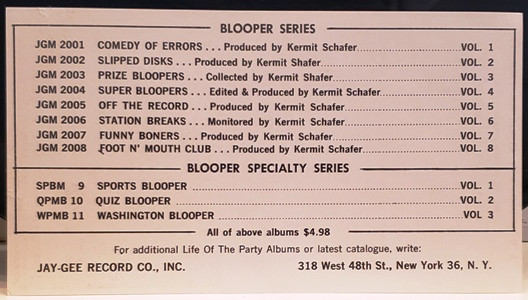 BLOOPER SERIES
JGM 2001 COMEDY OF ERRORS . . . Produced by Kermit Schafer VOL. 1
JGM 2002 SLIPPED DISKS . . . Produced by Kermit Shafer VOL. 2
JGM 2003 PRIZE BLOOPERS . . . Collected by Kermit Shafer VOL. 3
JGM 2004 SUPER BLOOPERS . . . Edited & Produced by Kermit Schafer VOL. 4
JGM 2005 OFF THE RECORD . . . Produced by Kermit Schafer VOL. 5
JGM 2006 STATION BREAKS . . . Monitored by Kermit Schafer VOL. 6
JGM 2007 FUNNY BONERS . . . Produced by Kermit Schafer VOL. 7
JGM 2008 FOOT N' MOUTH CLUB . . . Produced by Kermit Schafer VOL. 8
BLOOPER SPECIALTY SERIES
SPBM 9 SPORTS BLOOPER VOL. 1
QPMB 10 QUIZ BLOOPER VOL. 2
WPMB 11 WASHINGTON BLOOPER VOL 3
All of above albums $4.98
For additional Life Of The Party Albums or latest catalogue, write:
JAY-GEE RECORD CO., INC. 318 West 48th St., New York 36, N. Y.